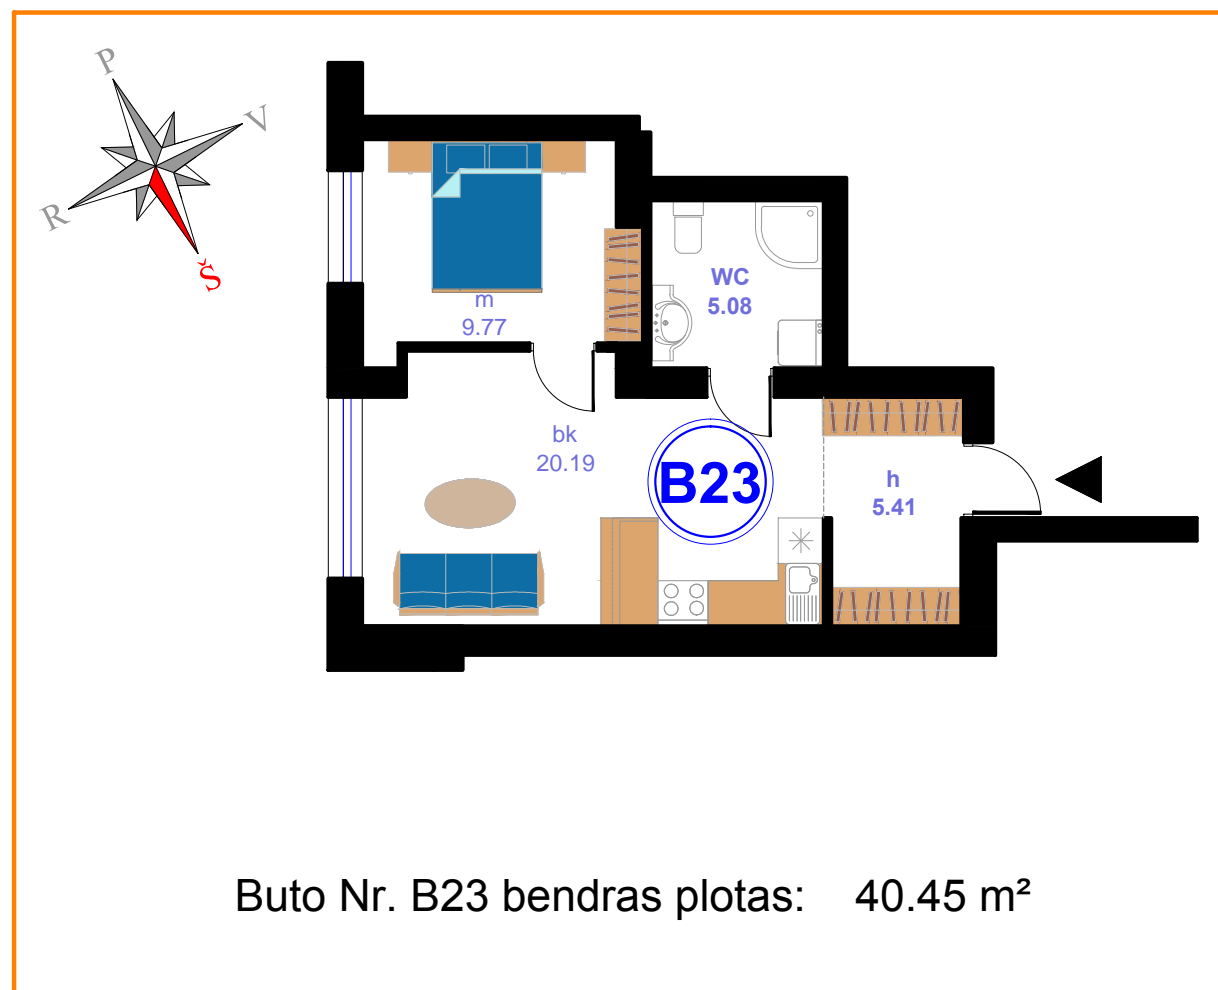 P
V
R
Š
m
9.77
WC
5.08
bk
20.19
B23
h
5.41
Buto Nr. B23 bendras plotas: 40.45 m²